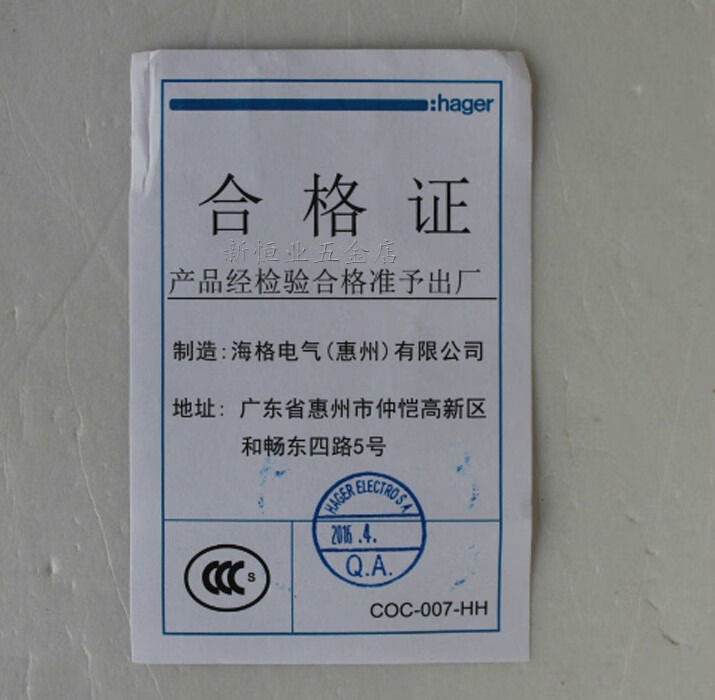 :hager
合格证
新恒业五金店
产品经检验合格准予出厂
制造:海格电气(惠州)有限公司
地址: 广东省惠州市仲恺高新区
和畅东四路5号
HAGER ELECTRO S.A
2016.4.
Q.A.
CCC S
COC-007-HH